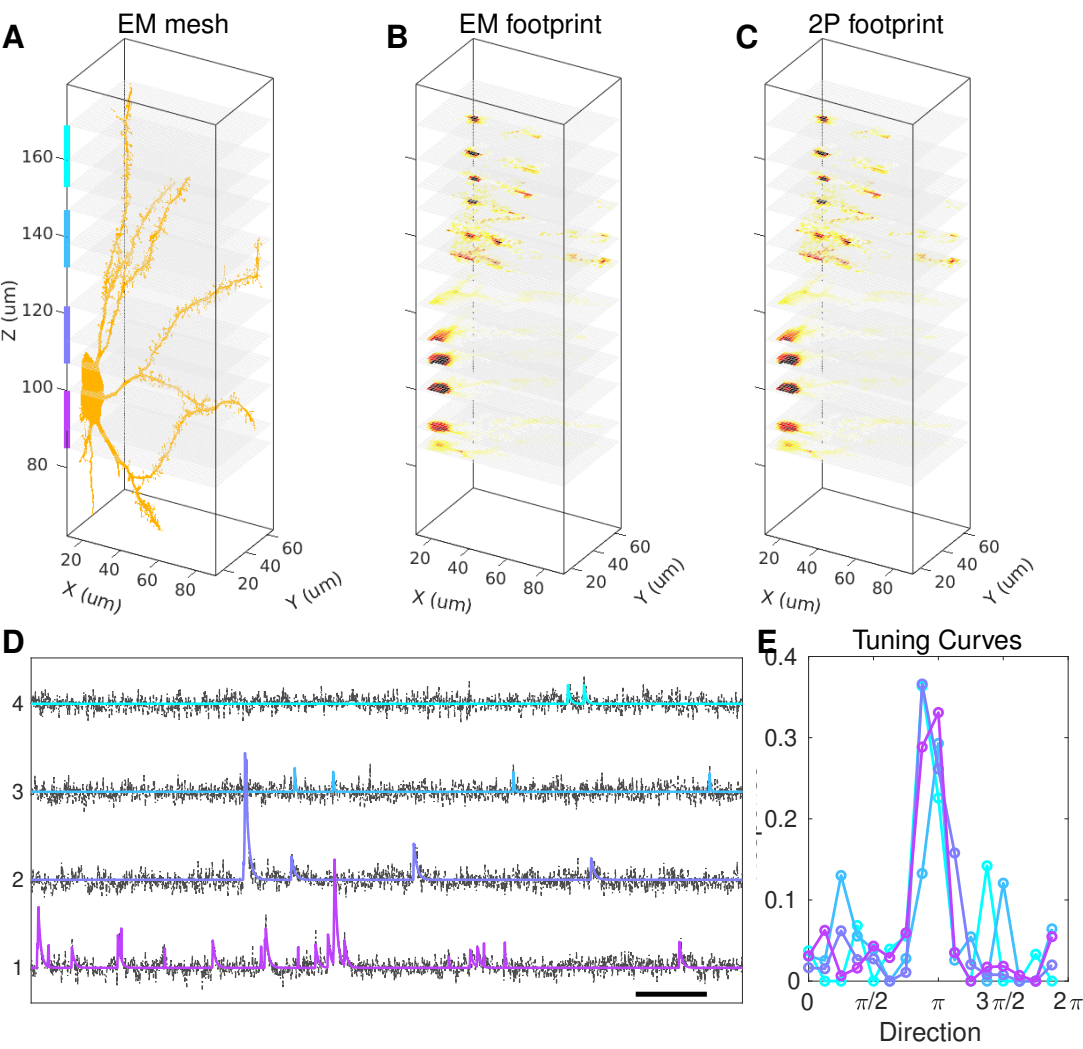 A
EM mesh
B
EM footprint
C
2P footprint
160
140
120
100
80
Z (um)
20
40
60
80
X (um)
20
40
60
Y (um)
20
40
60
80
X (um)
20
40
60
Y (um)
20
40
60
80
X (um)
20
40
60
Y (um)
D
4
3
2
1
E
Tuning Curves
0.4
0.3
0.2
0.1
0
0
π/2
π
3π/2
2π
Direction